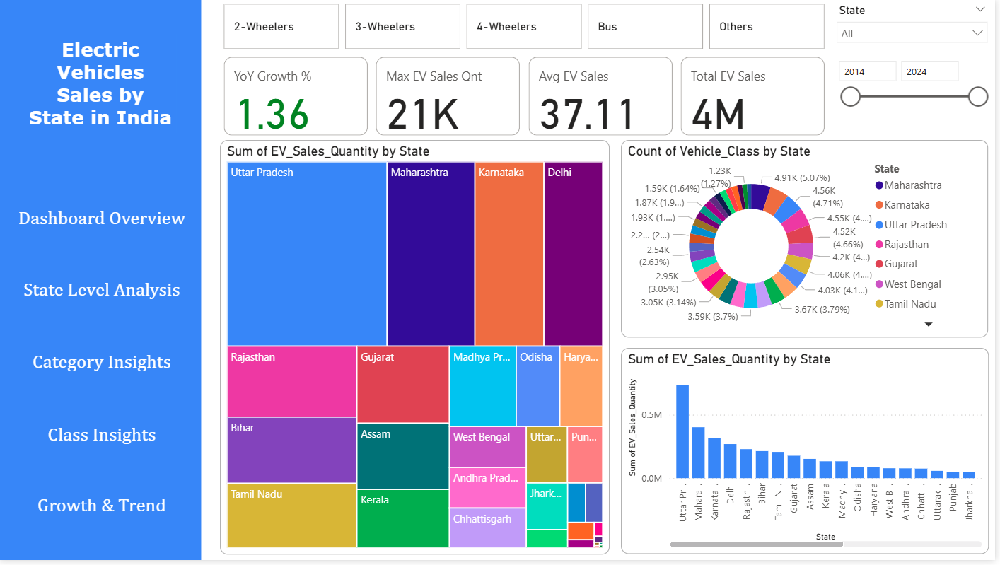 Electric
Vehicles
Sales by
State in India
Dashboard Overview
State Level Analysis
Category Insights
Class Insights
Growth & Trend
2-Wheelers
3-Wheelers
4-Wheelers
Bus
Others
State
All
2014
2024
YoY Growth %
1.36
Max EV Sales Qnt
21K
Avg EV Sales
37.11
Total EV Sales
4M
Sum of EV_Sales_Quantity by State
Uttar Pradesh
Maharashtra
Karnataka
Delhi
Rajasthan
Gujarat
Madhya Pr...
Odisha
Harya...
Bihar
Assam
West Bengal
Uttar...
Pun...
Andhra Prad...
Tamil Nadu
Kerala
Jhark...
Chhattisgarh
Count of Vehicle_Class by State
4.91K (5.07%)
4.56K
(4.71%)
4.55K (4....)
4.52K
(4.66%)
4.2K (4...)
4.06K (4....)
4.03K (4.1...)
3.67K (3.79%)
3.59K (3.7%)
3.05K (3.14%)
2.95K
(3.05%)
2.54K
(2.63%)
2.2... (2...)
1.93K (1....)
1.87K (1.9...)
1.59K (1.64%)
1.23K
(1.27%)
State
Maharashtra
Karnataka
Uttar Pradesh
Rajasthan
Gujarat
West Bengal
Tamil Nadu
Sum of EV_Sales_Quantity by State
Sum of EV_Sales_Quantity
0.5M
0.0M
Uttar Pr...
Mahara...
Karnata...
Delhi
Rajasth...
Bihar
Tamil N...
Gujarat
Assam
Kerala
Madhy...
Odisha
Haryana
West B...
Andhra...
Chhatti...
Uttarak...
Punjab
Jharkha...
State